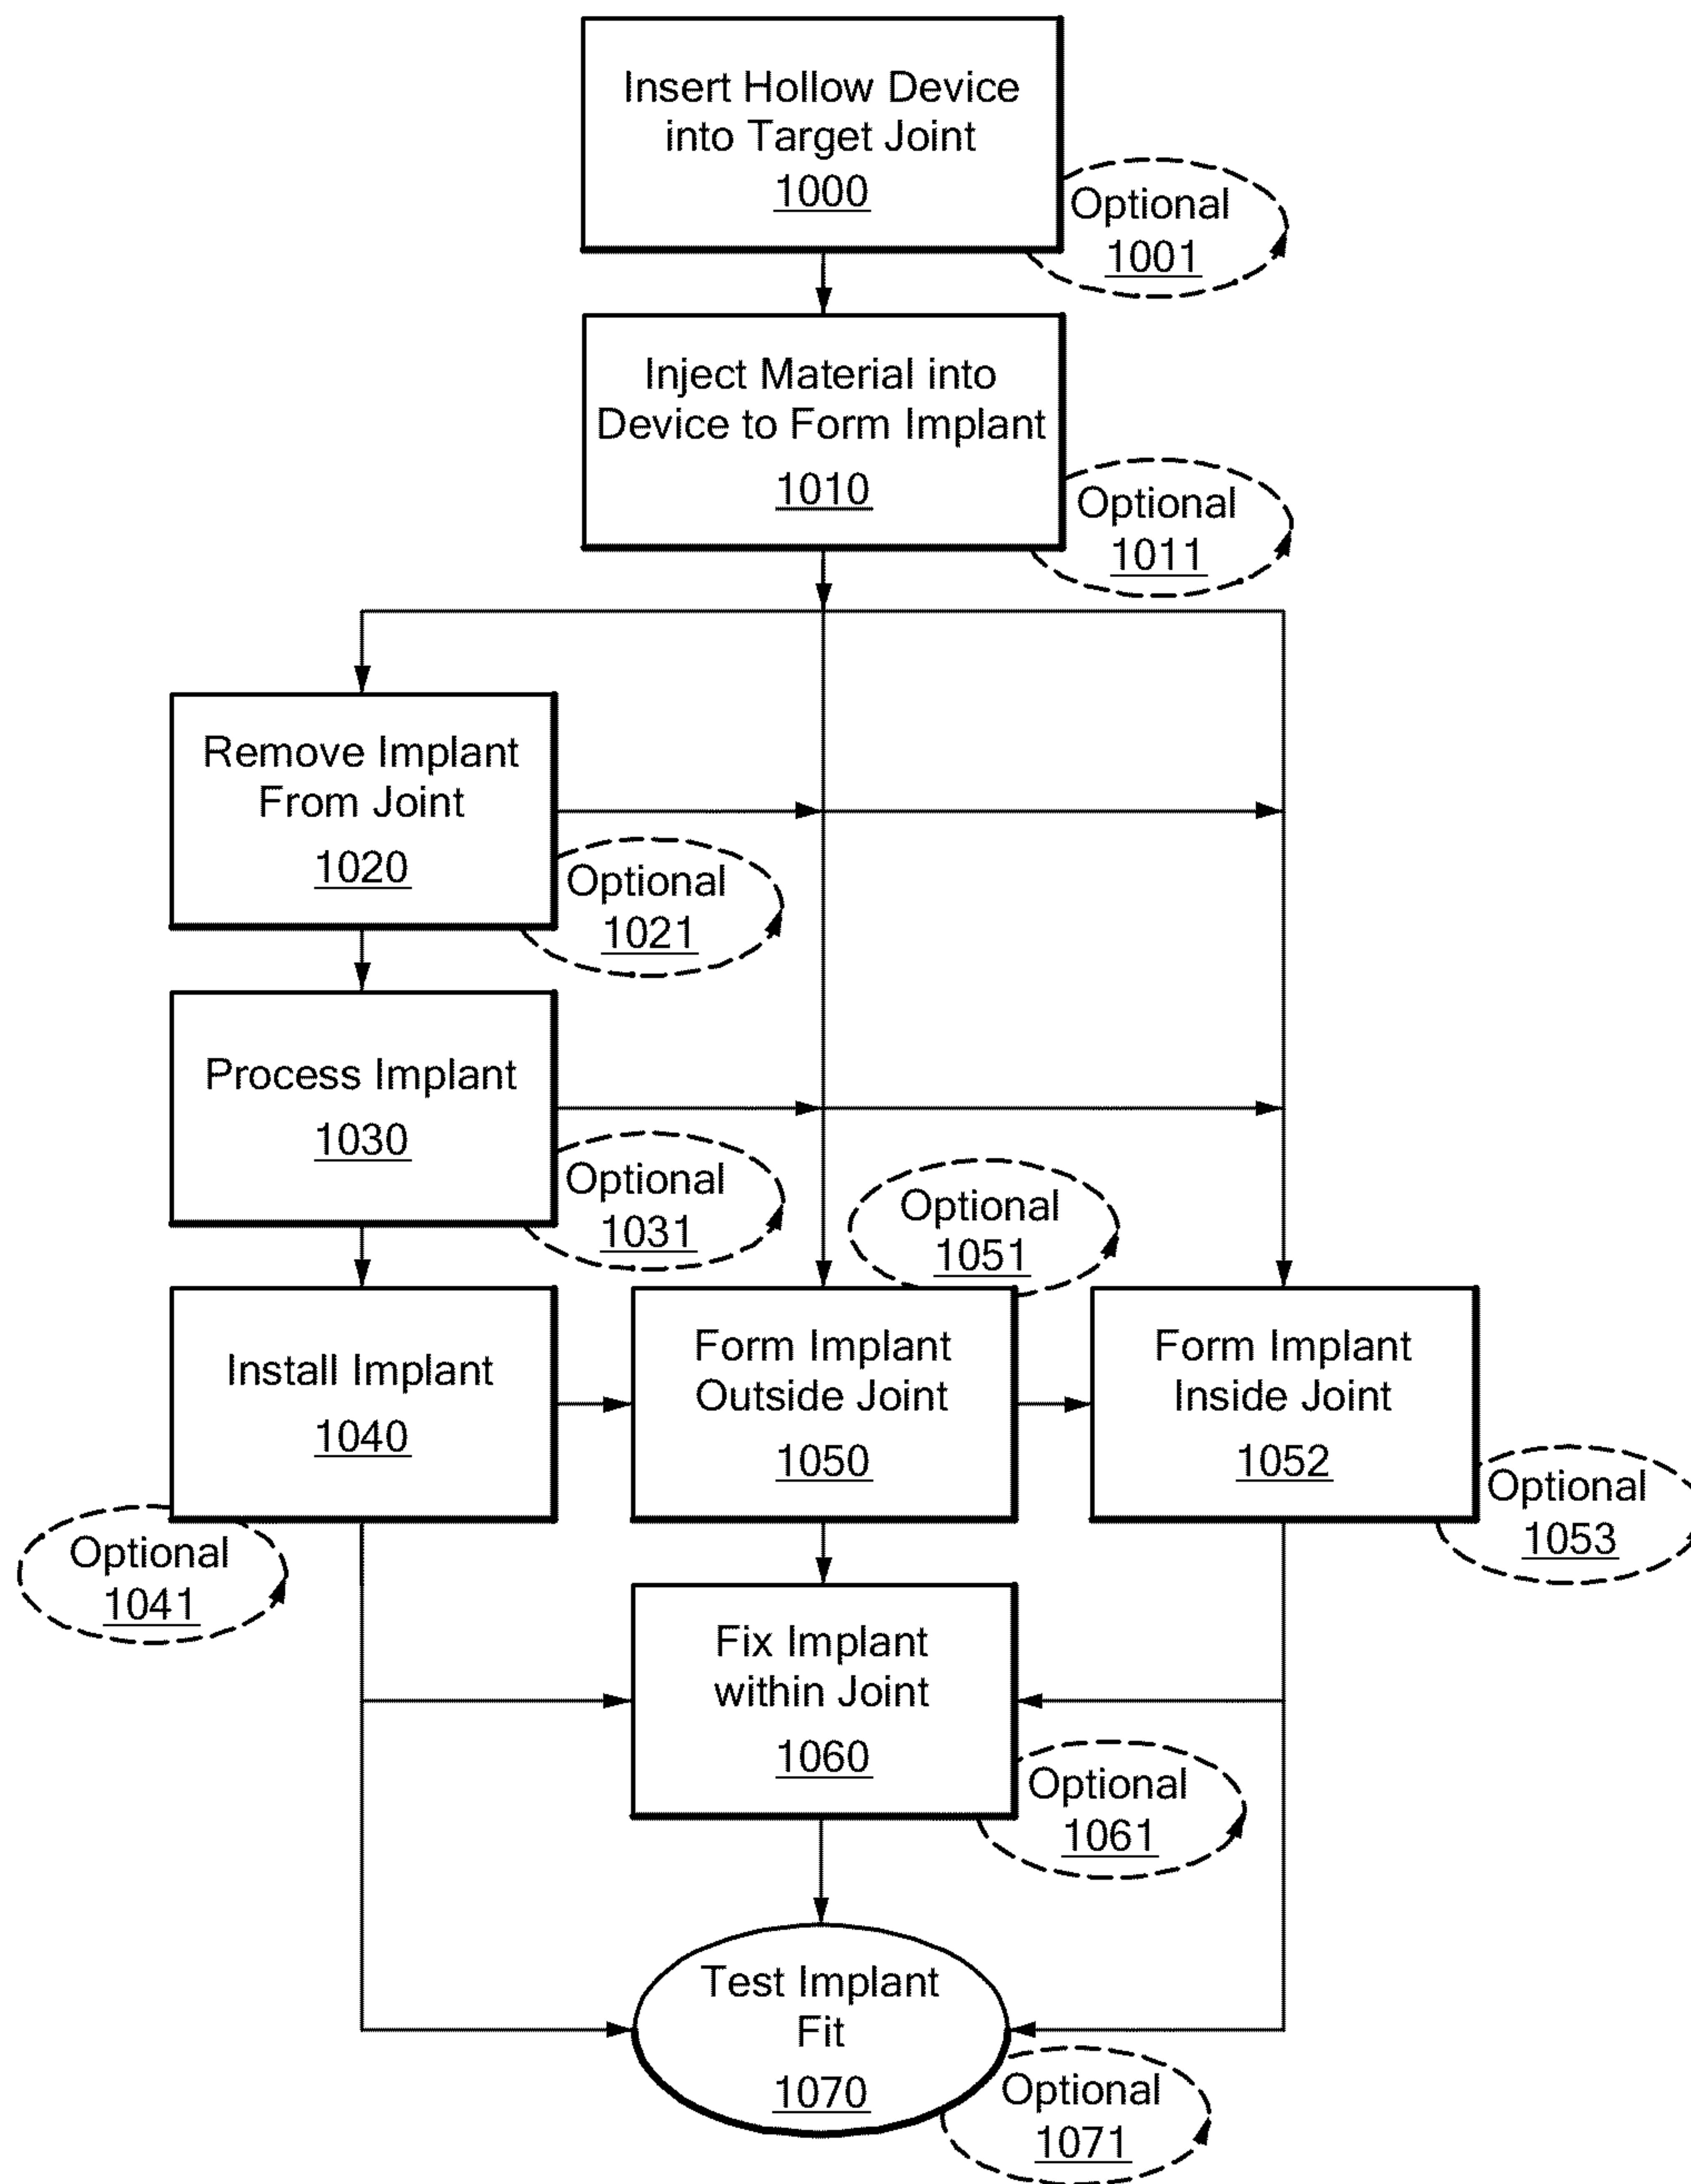 Insert Hollow Device
into Target Joint
1000
Optional
1001
Inject Material into
Device to Form Implant
1010
Optional
1011
Remove Implant
From Joint
1020
Optional
1021
Process Implant
1030
Optional
1031
Optional
1051
Install Implant
1040
Optional
1041
Form Implant
Outside Joint
1050
Form Implant
Inside Joint
1052
Optional
1053
Fix Implant
within Joint
1060
Optional
1061
Test Implant
Fit
1070
Optional
1071